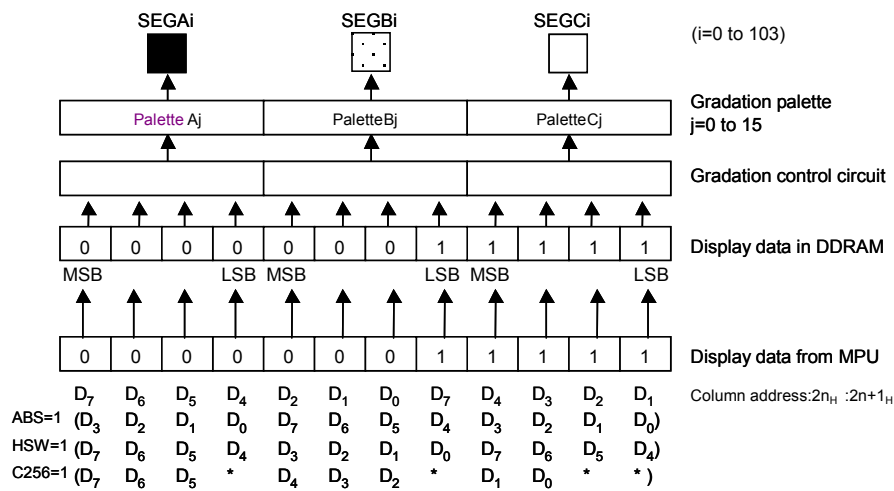 SEGAi SEGBi SEGCi
(i=0 to 103)
Palette Aj PaletteBj PaletteCj
Gradation palette
j=0 to 15
Gradation control circuit
0 0 0 0 0 0 0 1 1 1 1 1 Display data in DDRAM
MSB LSB MSB LSB MSB LSB
0 0 0 0 0 0 0 1 1 1 1 1 Display data from MPU
D7 D6 D5 D4 D2 D1 D0 D7 D4 D3 D2 D1 Column address:2nH :2n+1H
ABS=1 (D3 D2 D1 D0 D7 D6 D5 D4 D3 D2 D1 D0)
HSW=1 (D7 D6 D5 D4 D3 D2 D1 D0 D7 D6 D5 D4)
C256=1 (D7 D6 D5 * D4 D3 D2 * D1 D0 * * )